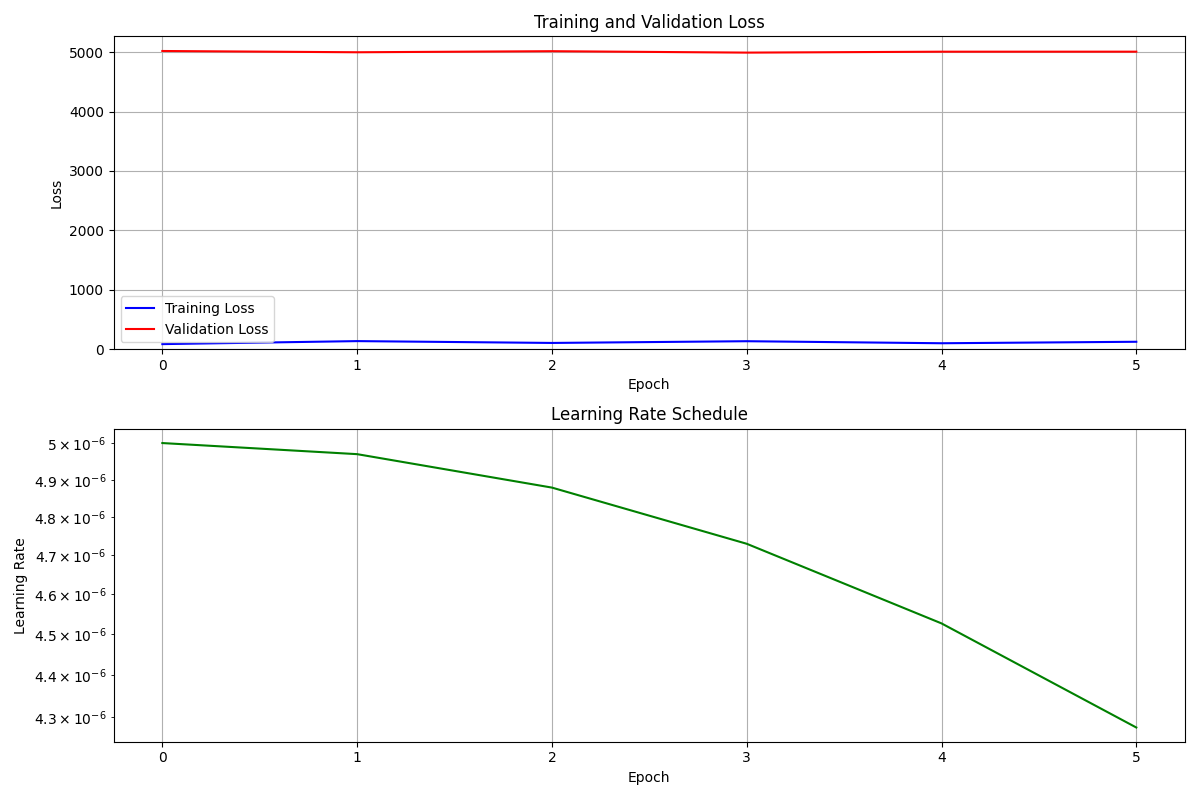 Training and Validation Loss
5000
4000
3000
2000
1000
0
Loss
Training Loss
Validation Loss
0 1 2 3 4 5
Epoch
Learning Rate Schedule
5 × 10⁻⁶
4.9 × 10⁻⁶
4.8 × 10⁻⁶
4.7 × 10⁻⁶
4.6 × 10⁻⁶
4.5 × 10⁻⁶
4.4 × 10⁻⁶
4.3 × 10⁻⁶
Learning Rate
0 1 2 3 4 5
Epoch